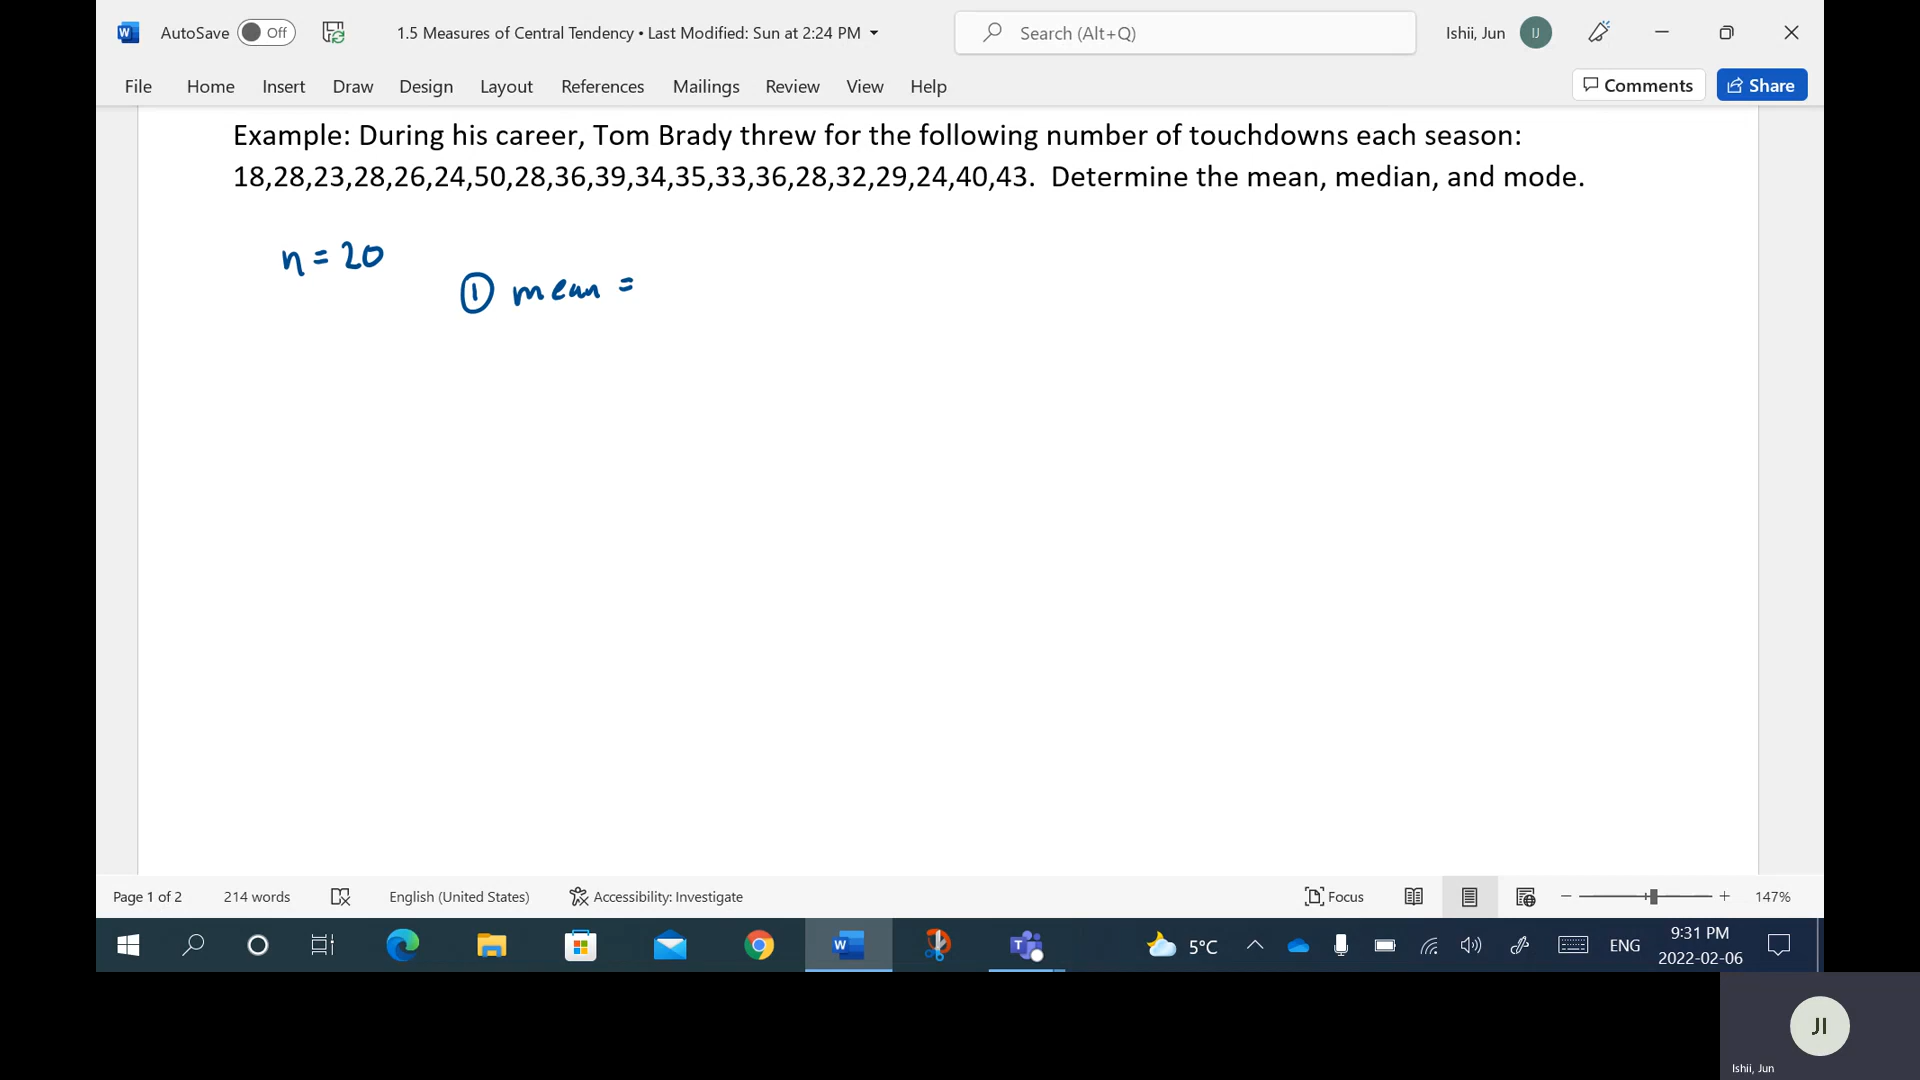 AutoSave Off 1.5 Measures of Central Tendency • Last Modified: Sun at 2:24 PM Search (Alt+Q) Ishii, Jun IJ
File Home Insert Draw Design Layout References Mailings Review View Help Comments Share
Example: During his career, Tom Brady threw for the following number of touchdowns each season:
18,28,23,28,26,24,50,28,36,39,34,35,33,36,28,32,29,24,40,43. Determine the mean, median, and mode.
n = 20
① mean =
Page 1 of 2 214 words English (United States) Accessibility: Investigate Focus 147%
5°C ENG 9:31 PM
2022-02-06
JI
Ishii, Jun